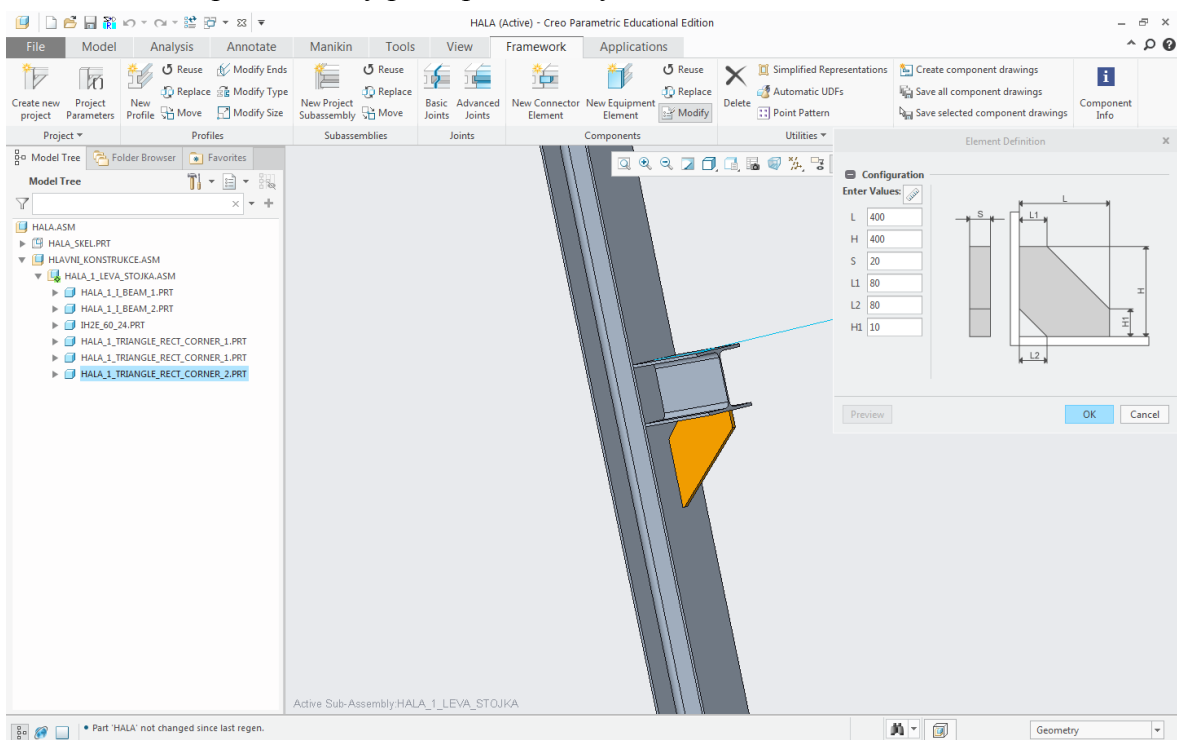 HALA (Active) - Creo Parametric Educational Edition
File Model Analysis Annotate Manikin Tools View Framework Applications
Create new project
Project Parameters
New Profile
Reuse
Replace
Move
Modify Ends
Modify Type
Modify Size
New Project Subassembly
Reuse
Replace
Move
Basic Joints
Advanced Joints
New Connector Element
New Equipment Element
Reuse
Replace
Modify
Delete
Simplified Representations
Automatic UDFs
Point Pattern
Create component drawings
Save all component drawings
Save selected component drawings
Component Info
Project Profiles Subassemblies Joints Components Utilities
Model Tree Folder Browser Favorites
Model Tree
HALA.ASM
HALA_SKEL.PRT
HLAVNI_KONSTRUKCE.ASM
HALA_1_LEVA_STOJKA.ASM
HALA_1_I_BEAM_1.PRT
HALA_1_I_BEAM_2.PRT
IH2E_60_24.PRT
HALA_1_TRIANGLE_RECT_CORNER_1.PRT
HALA_1_TRIANGLE_RECT_CORNER_1.PRT
HALA_1_TRIANGLE_RECT_CORNER_2.PRT
Element Definition
Configuration
Enter Values:
L 400
H 400
S 20
L1 80
L2 80
H1 10
S L1 L
H
H1
L2
Preview OK Cancel
Active Sub-Assembly:HALA_1_LEVA_STOJKA
• Part 'HALA' not changed since last regen.
Geometry